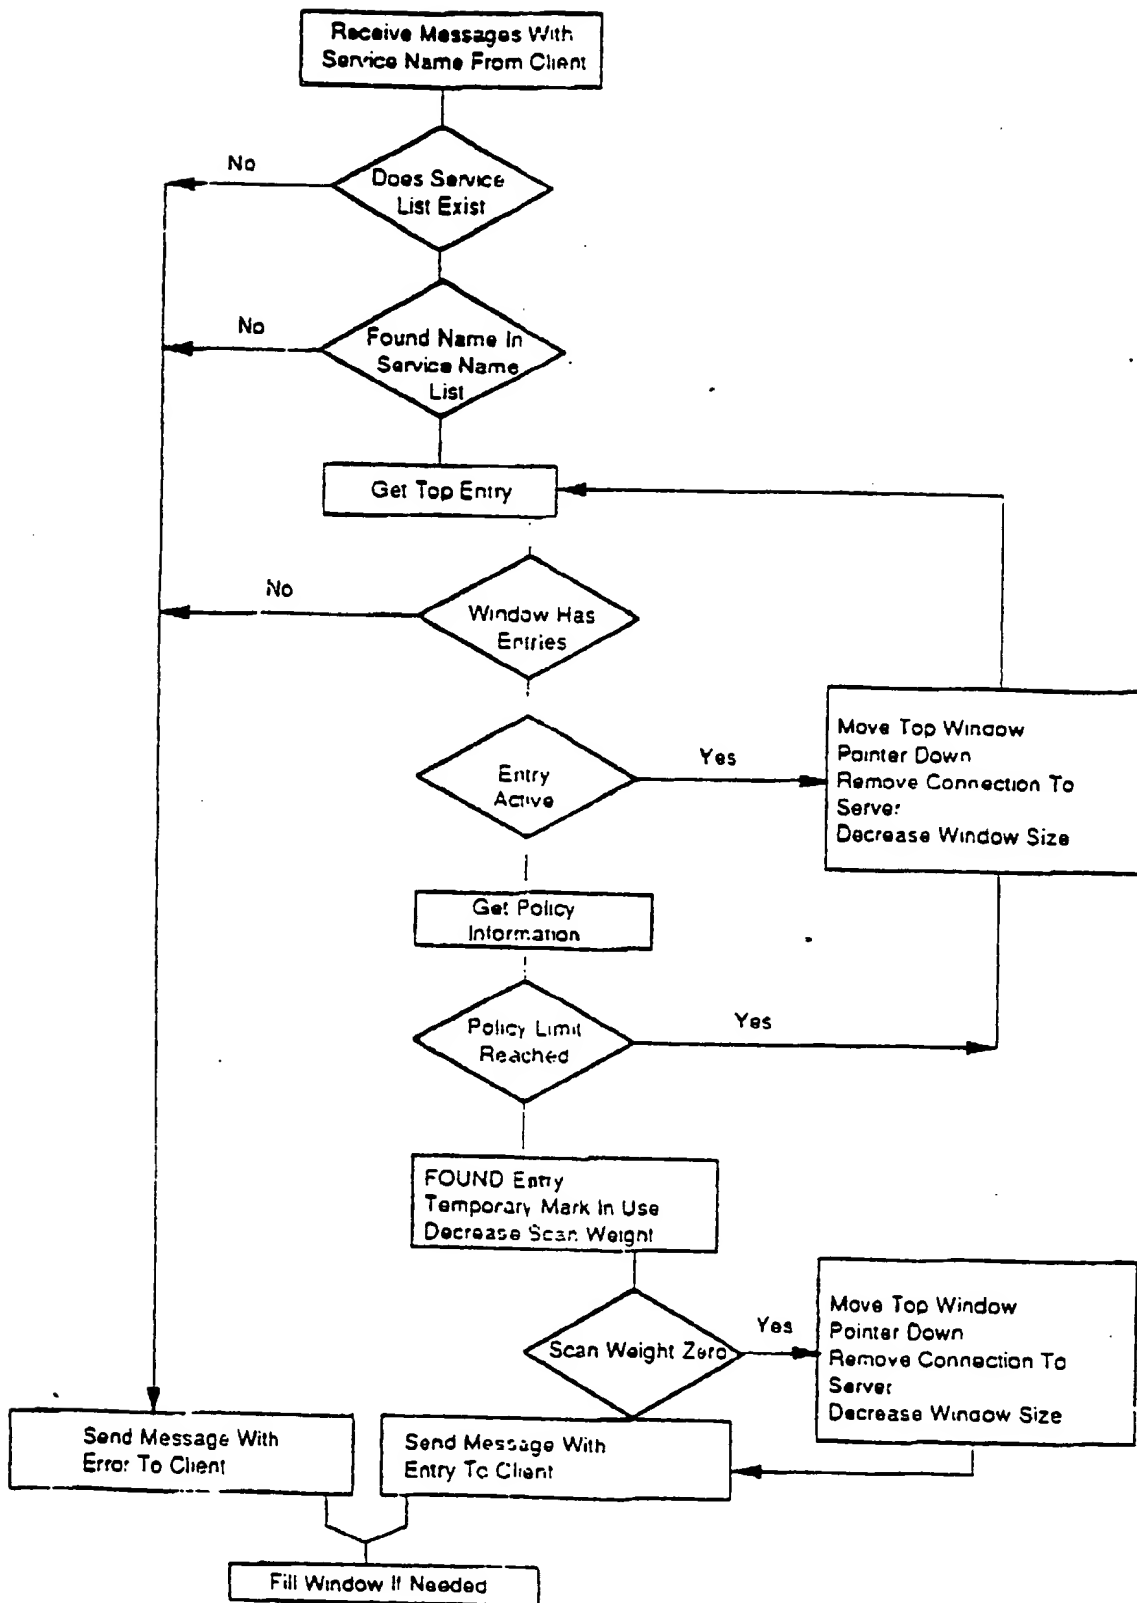 Receive Messages With
Service Name From Client
No
Does Service
List Exist
No
Found Name In
Service Name
List
Get Top Entry
No
Window Has
Entries
Move Top Window
Pointer Down
Remove Connection To
Server.
Decrease Window Size
Yes
Entry
Active
Get Policy
Information
Policy Limit
Reached
Yes
FOUND Entry
Temporary Mark In Use
Decrease Scan Weight
Scan Weight Zero
Yes
Move Top Window
Pointer Down
Remove Connection To
Server
Decrease Window Size
Send Message With
Error To Client
Send Message With
Entry To Client
Fill Window If Needed